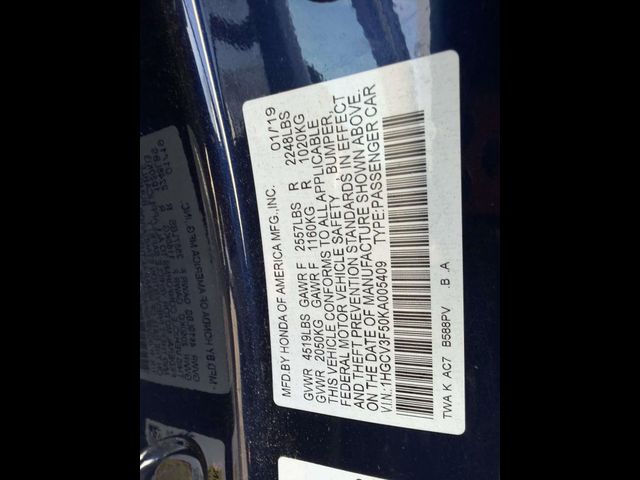 MFD.BY HONDA OF AMERICA MFG.,INC. 01/19
GVWR 4519LBS GAWR F 2557LBS R 2248LBS
GVWR 2050KG GAWR F 1160KG R 1020KG
THIS VEHICLE CONFORMS TO ALL APPLICABLE
FEDERAL MOTOR VEHICLE SAFETY, BUMPER,
AND THEFT PREVENTION STANDARDS IN EFFECT
ON THE DATE OF MANUFACTURE SHOWN ABOVE.
V.I.N.:1HGCV3F50KA005409 TYPE:PASSENGER CAR
TWA K AC7 B588PV B .A